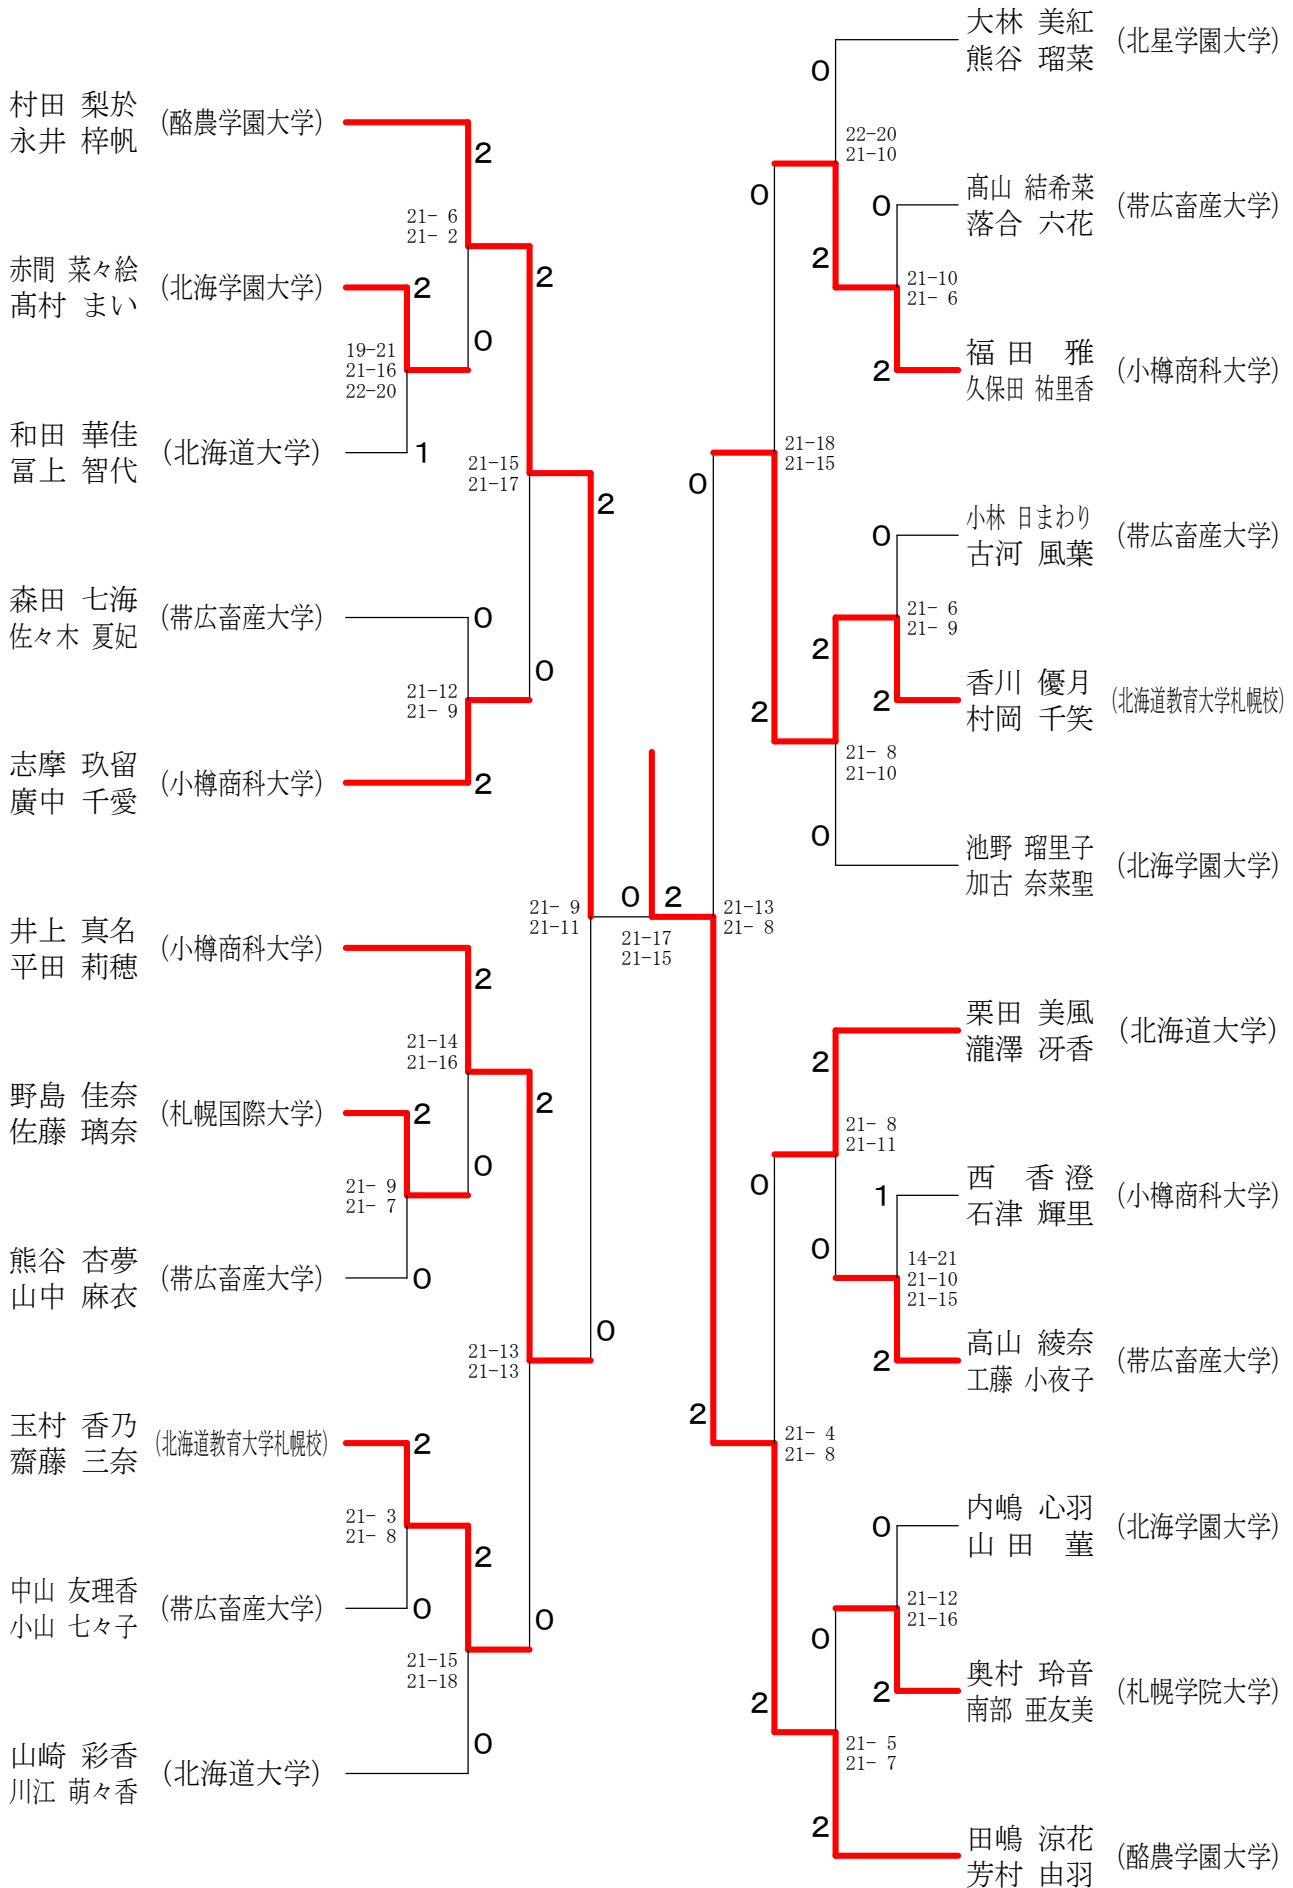 村田 梨於
永井 梓帆
(酪農学園大学)
2
21- 6
21- 2
2
赤間 菜々絵
髙村 まい
(北海学園大学)
2
0
19-21
21-16
22-20
和田 華佳
冨上 智代
(北海道大学)
1
21-15
21-17
2
森田 七海
佐々木 夏妃
(帯広畜産大学)
0
0
21-12
21- 9
志摩 玖留
廣中 千愛
(小樽商科大学)
2
21- 9
21-11
0
2
21-17
21-15
井上 真名
平田 莉穂
(小樽商科大学)
2
21-14
21-16
2
野島 佳奈
佐藤 璃奈
(札幌国際大学)
2
0
21- 9
21- 7
熊谷 杏夢
山中 麻衣
(帯広畜産大学)
0
21-13
21-13
0
玉村 香乃
齋藤 三奈
(北海道教育大学札幌校)
2
21- 3
21- 8
2
中山 友理香
小山 七々子
(帯広畜産大学)
0
0
21-15
21-18
山崎 彩香
川江 萌々香
(北海道大学)
0
大林 美紅
熊谷 瑠菜
(北星学園大学)
0
22-20
21-10
0
髙山 結希菜
落合 六花
(帯広畜産大学)
0
2
21-10
21- 6
福田 雅
久保田 祐里香
(小樽商科大学)
2
21-18
21-15
0
小林 日まわり
古河 風葉
(帯広畜産大学)
0
21- 6
21- 9
2
香川 優月
村岡 千笑
(北海道教育大学札幌校)
2
2
21- 8
21-10
池野 瑠里子
加古 奈菜聖
(北海学園大学)
0
21-13
21- 8
栗田 美風
瀧澤 冴香
(北海道大学)
2
21- 8
21-11
0
西 香澄
石津 輝里
(小樽商科大学)
1
0
14-21
21-10
21-15
高山 綾奈
工藤 小夜子
(帯広畜産大学)
2
2
21- 4
21- 8
内嶋 心羽
山田 菫
(北海学園大学)
0
21-12
21-16
0
奥村 玲音
南部 亜友美
(札幌学院大学)
2
2
21- 5
21- 7
田嶋 涼花
芳村 由羽
(酪農学園大学)
2